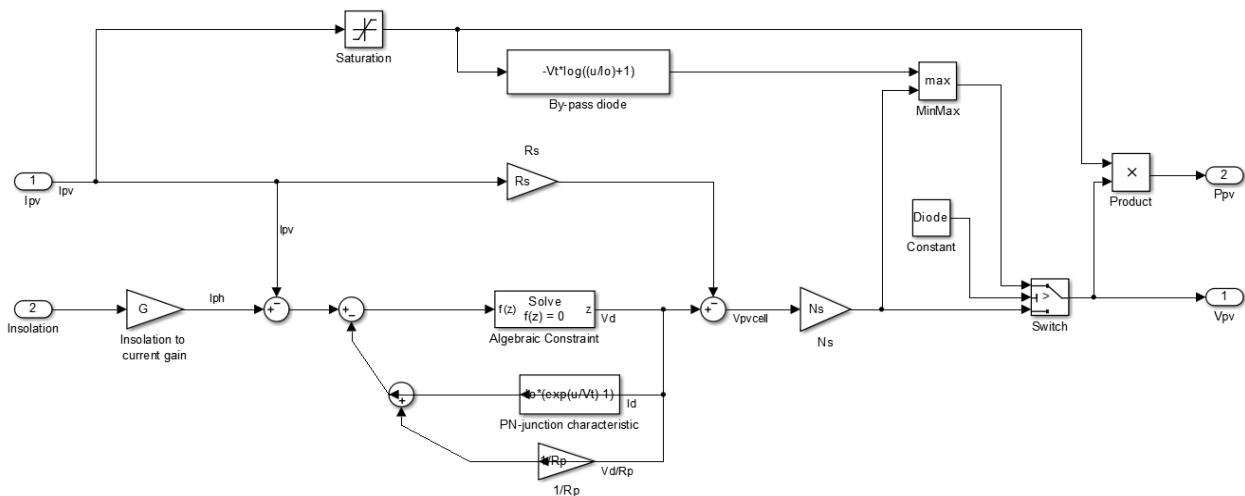 Saturation
-Vt*log((u/Io)+1)
By-pass diode
max
MinMax
Rs
Rs
1
Ipv
Ipv
Ipv
×
Product
2
Ppv
Diode
Constant
2
Insolation
G
Insolation to
current gain
Iph
−
−
f(z)
Solve
f(z) = 0
z
Algebraic Constraint
Vd
−
Vpvcell
Ns
Ns
>
Switch
1
Vpv
+
Io*(exp(u/Vt) 1)
Id
PN-junction characteristic
1/Rp
Vd/Rp
1/Rp